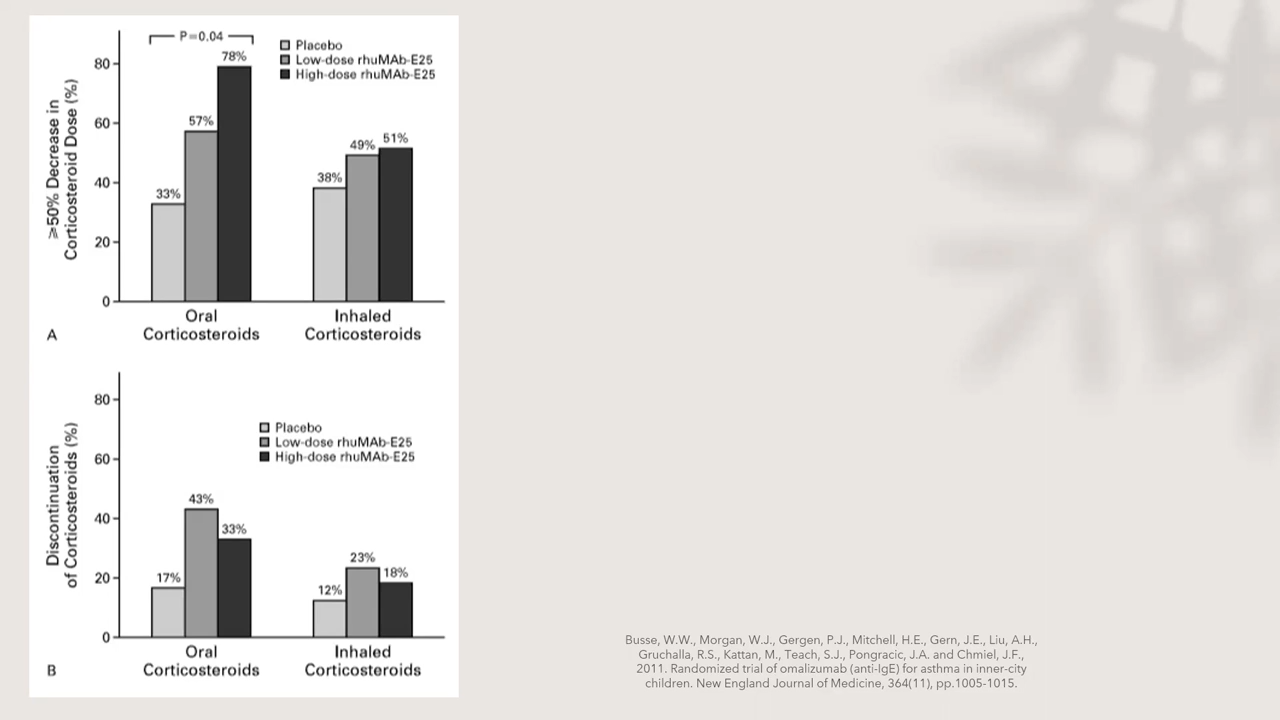 P=0.04
Placebo
Low-dose rhuMAb-E25
High-dose rhuMAb-E25
≥50% Decrease in
Corticosteroid Dose (%)
80
60
40
20
0
33%
57%
78%
38%
49%
51%
Oral
Corticosteroids
Inhaled
Corticosteroids
A
Placebo
Low-dose rhuMAb-E25
High-dose rhuMAb-E25
Discontinuation
of Corticosteroids (%)
80
60
40
20
0
17%
43%
33%
12%
23%
18%
Oral
Corticosteroids
Inhaled
Corticosteroids
B
Busse, W.W., Morgan, W.J., Gergen, P.J., Mitchell, H.E., Gern, J.E., Liu, A.H.,
Gruchalla, R.S., Kattan, M., Teach, S.J., Pongracic, J.A. and Chmiel, J.F.,
2011. Randomized trial of omalizumab (anti-IgE) for asthma in inner-city
children. New England Journal of Medicine, 364(11), pp.1005-1015.